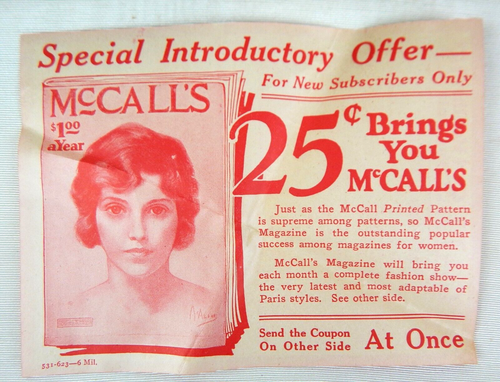 Special Introductory Offer—
For New Subscribers Only
McCALL'S
$1.00
a Year
25¢ Brings
You
McCALL'S
Just as the McCall Printed Pattern
is supreme among patterns, so McCall's
Magazine is the outstanding popular
success among magazines for women.
McCall's Magazine will bring you
each month a complete fashion show—
the very latest and most adaptable of
Paris styles. See other side.
Send the Coupon
On Other Side
At Once
531-623—6 Mil.